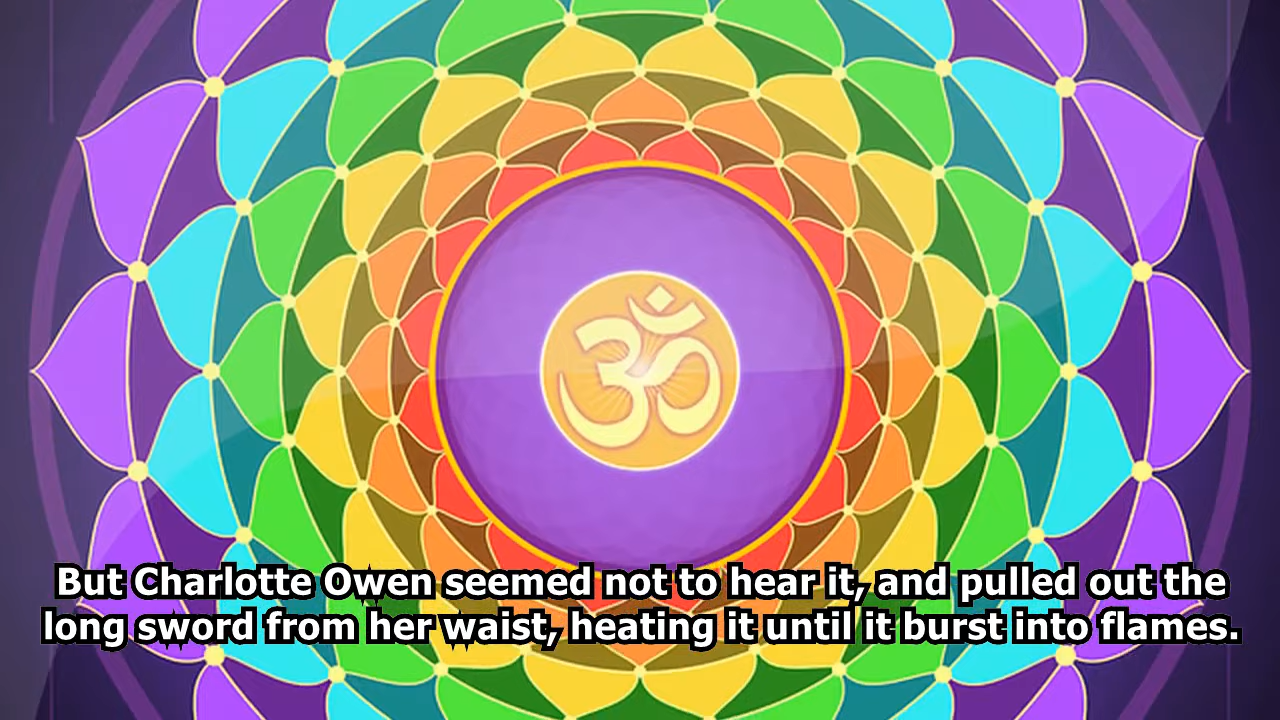 ॐ
But Charlotte Owen seemed not to hear it, and pulled out the
long sword from her waist, heating it until it burst into flames.